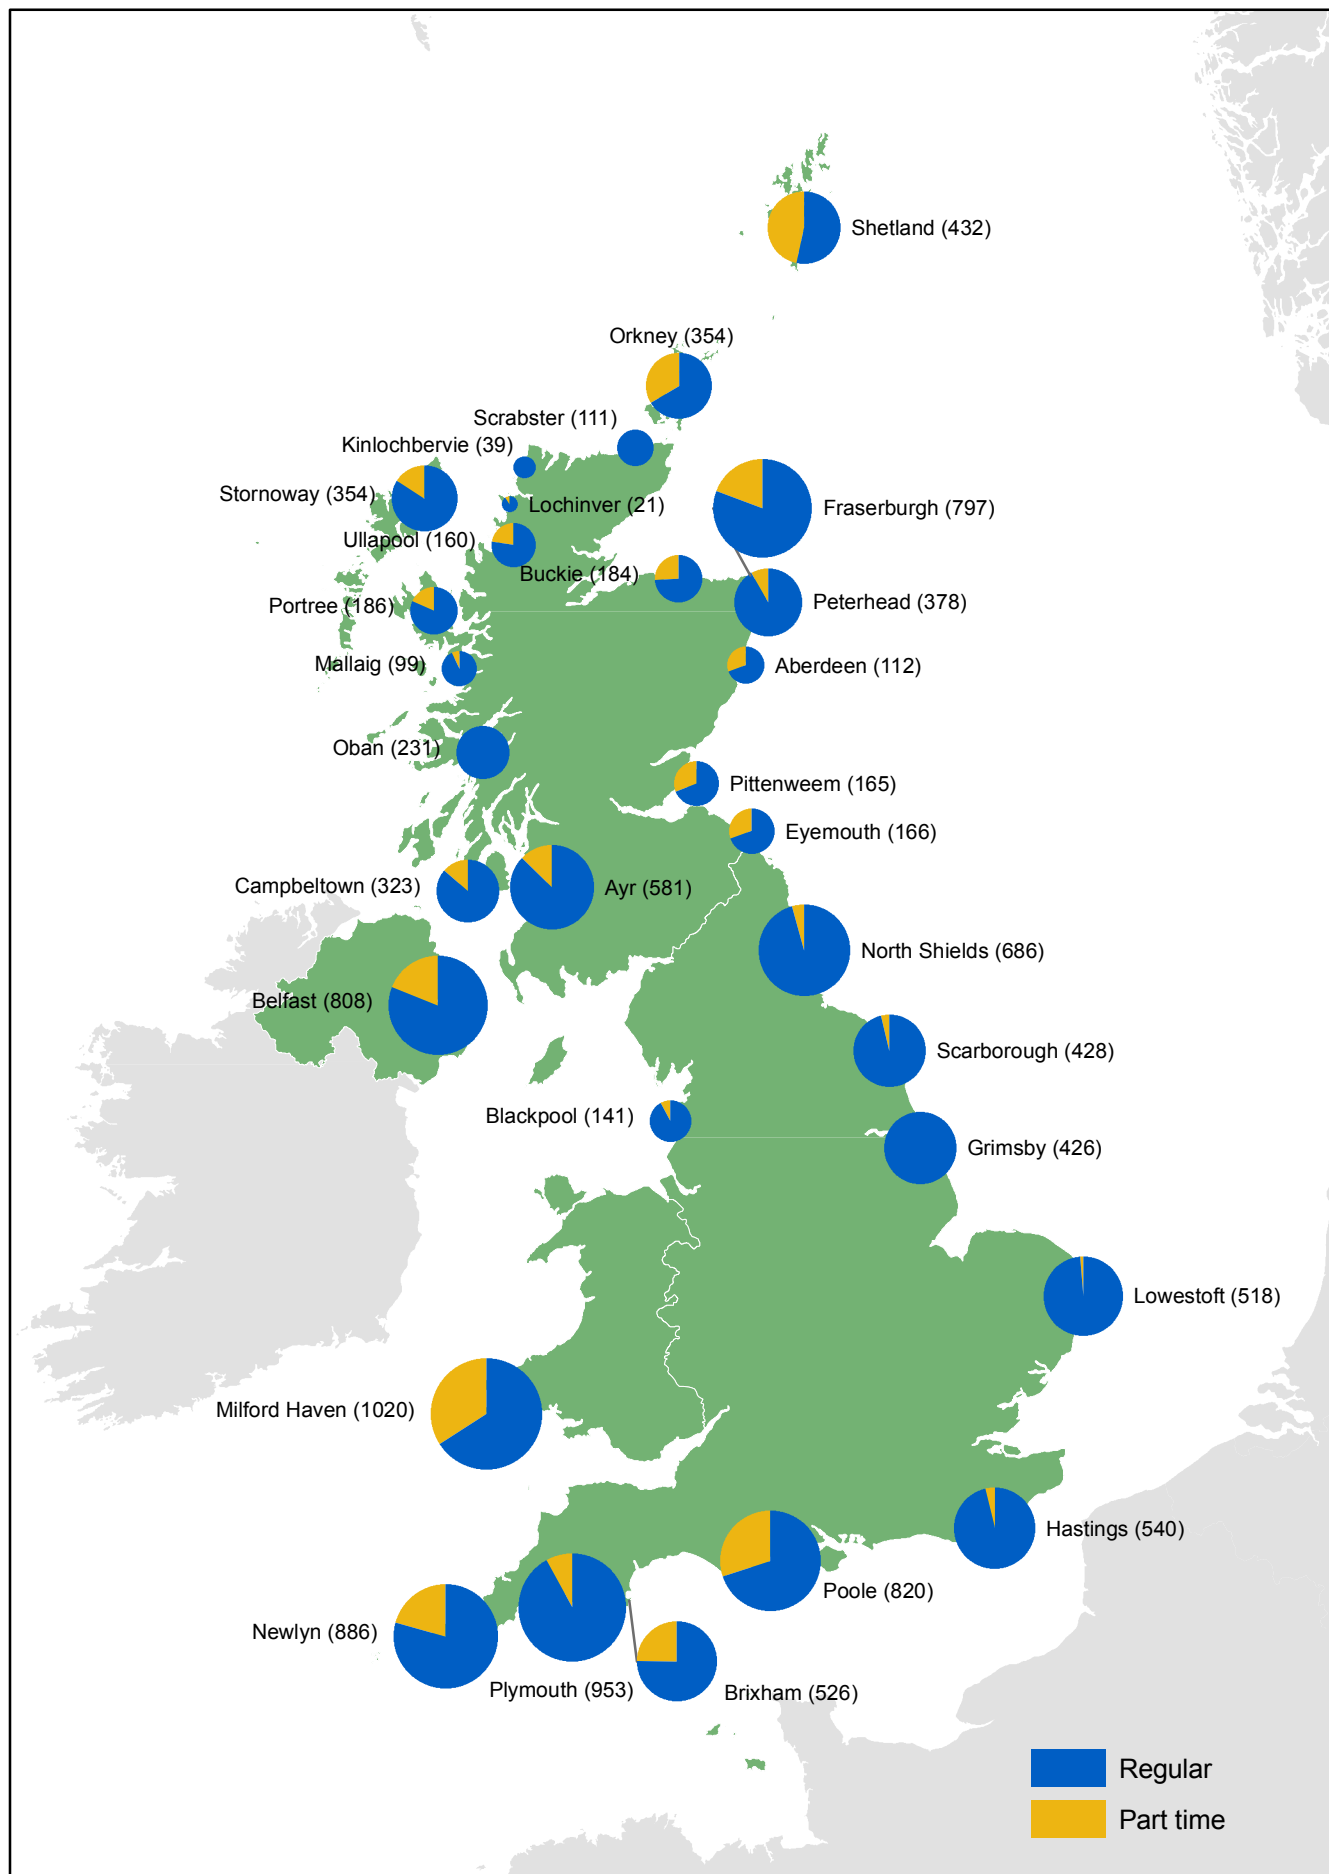 Shetland (432)
Orkney (354)
Scrabster (111)
Kinlochbervie (39)
Stornoway (354)
Lochinver (21)
Fraserburgh (797)
Ullapool (160)
Buckie (184)
Portree (186)
Peterhead (378)
Mallaig (99)
Aberdeen (112)
Oban (231)
Pittenweem (165)
Eyemouth (166)
Campbeltown (323)
Ayr (581)
North Shields (686)
Belfast (808)
Scarborough (428)
Blackpool (141)
Grimsby (426)
Lowestoft (518)
Milford Haven (1020)
Hastings (540)
Poole (820)
Newlyn (886)
Plymouth (953)
Brixham (526)
Regular
Part time